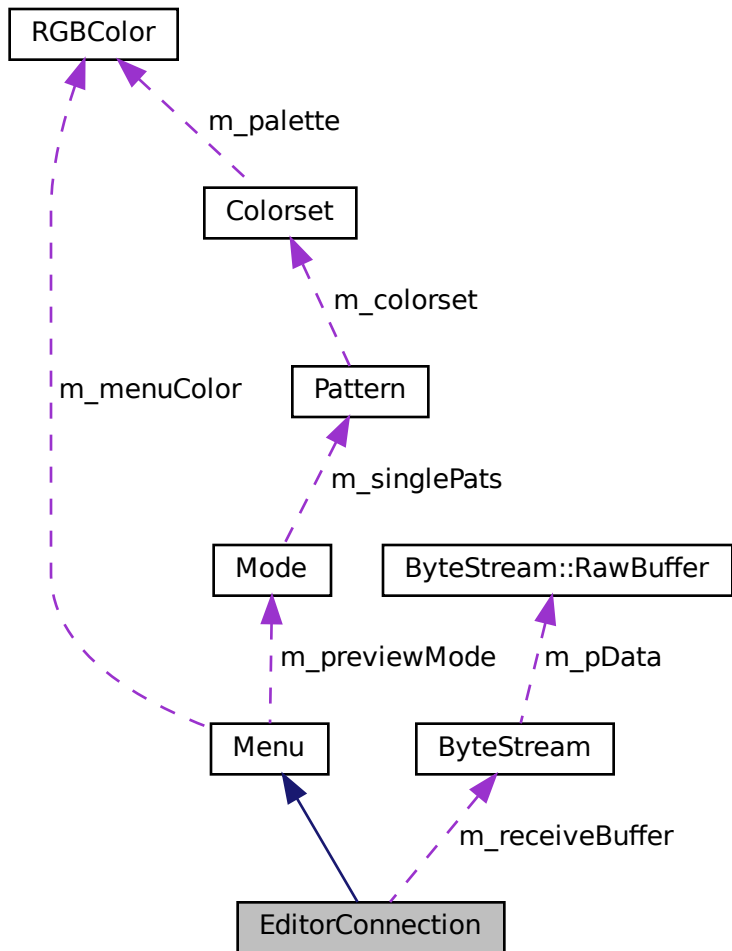 RGBColor
m_palette
Colorset
m_colorset
Pattern
m_menuColor
m_singlePats
Mode
ByteStream::RawBuffer
m_previewMode
m_pData
Menu
ByteStream
m_receiveBuffer
EditorConnection